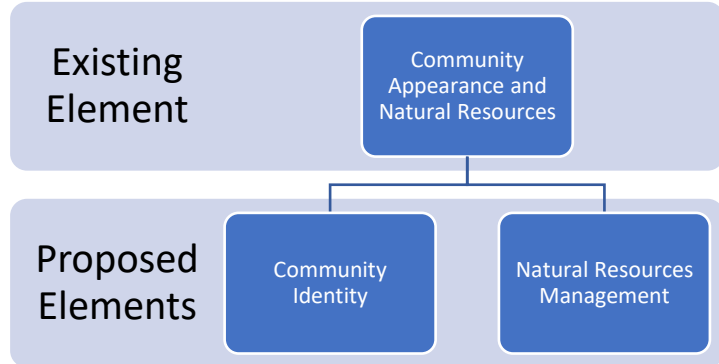 Existing
Element
Community
Appearance and
Natural Resources
Proposed
Elements
Community
Identity
Natural Resources
Management